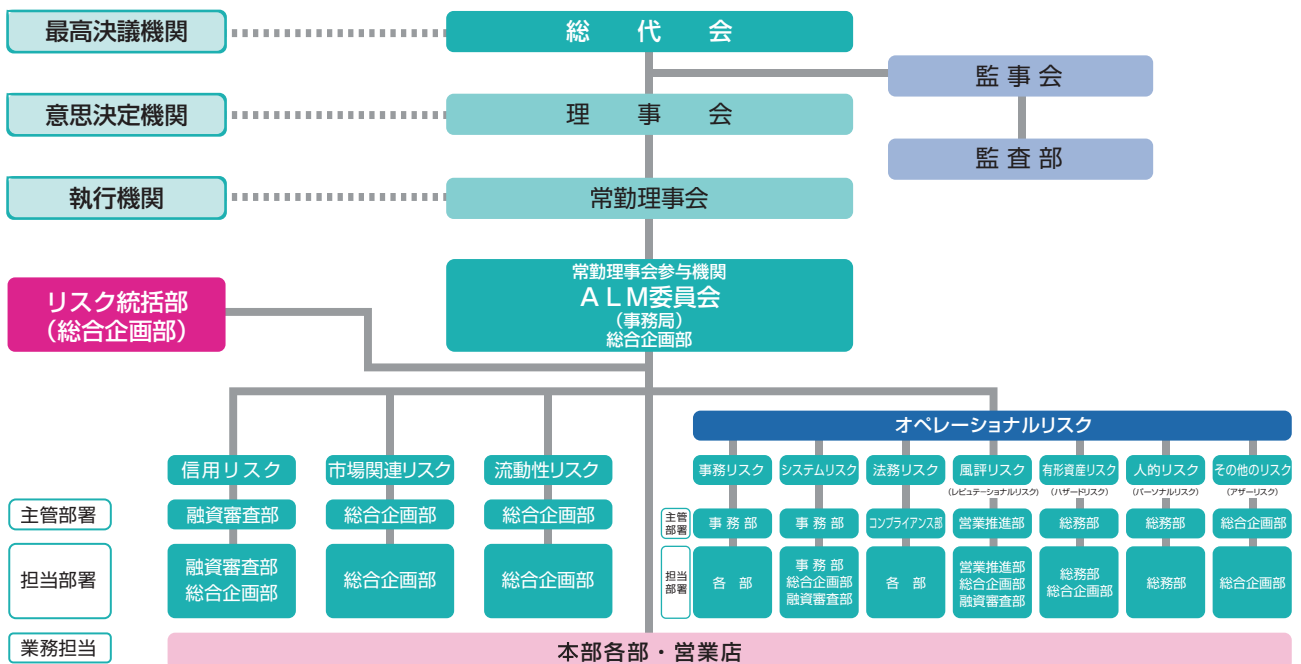 最高決議機関
総代会
監事会
意思決定機関
理事会
監査部
執行機関
常勤理事会
常勤理事会参与機関
ALM委員会
(事務局)
総合企画部
リスク統括部
(総合企画部)
オペレーショナルリスク
信用リスク
市場関連リスク
流動性リスク
事務リスク
システムリスク
法務リスク
風評リスク
(レピュテーショナルリスク)
有形資産リスク
(ハザードリスク)
人的リスク
(パーソナルリスク)
その他のリスク
(アザーリスク)
主管部署
融資審査部
総合企画部
総合企画部
主管
部署
事務部
事務部
コンプライアンス部
営業推進部
総務部
総務部
総合企画部
担当部署
融資審査部
総合企画部
総合企画部
総合企画部
担当
部署
各部
事務部
総合企画部
融資審査部
各部
営業推進部
総合企画部
融資審査部
総務部
総合企画部
総務部
総合企画部
業務担当
本部各部・営業店